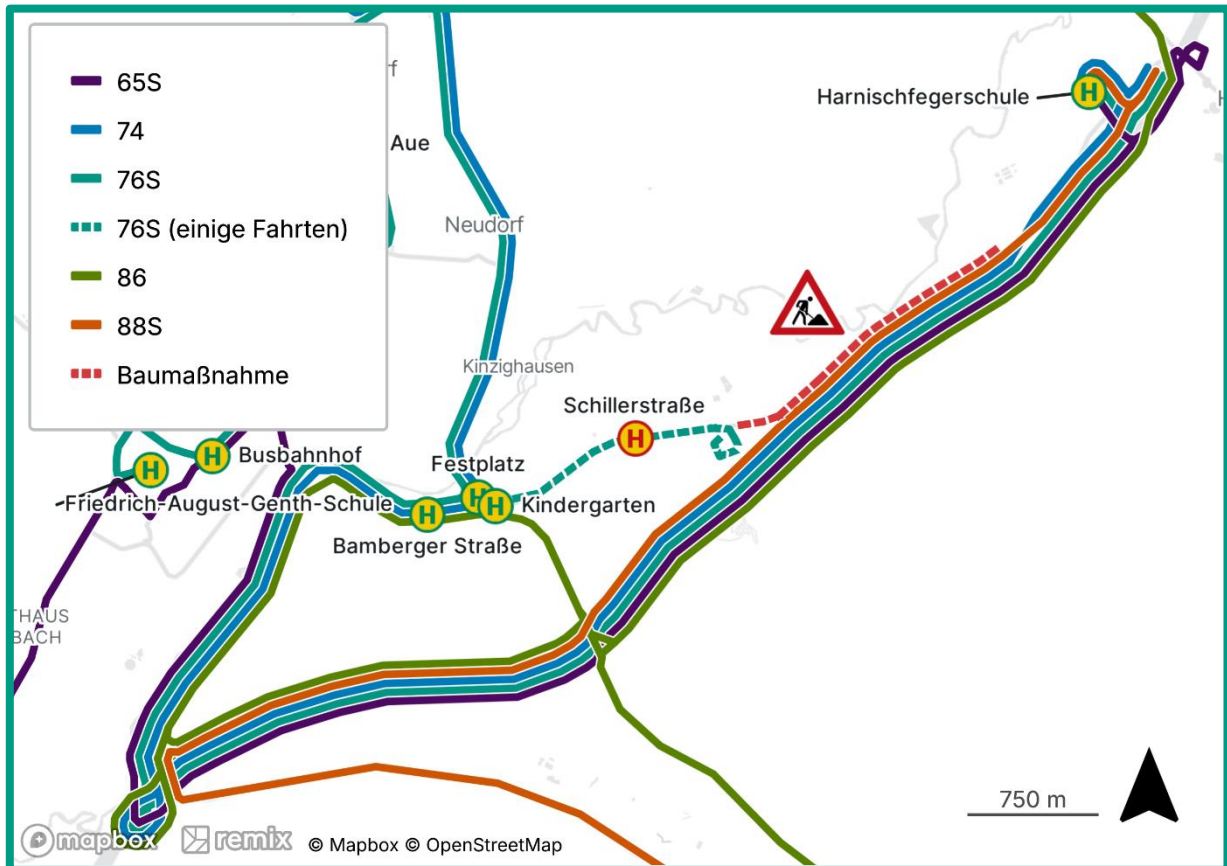 65S
74
76S
76S (einige Fahrten)
86
88S
Baumaßnahme
Aue
Harnischfegerschule
H
Neudorf
Kinzighausen
Schillerstraße
H
Busbahnhof
H
H
Festplatz
H
H
Kindergarten
Friedrich-August-Genth-Schule
H
Bamberger Straße
THAUS
BACH
750 m
mapbox
remix
© Mapbox © OpenStreetMap